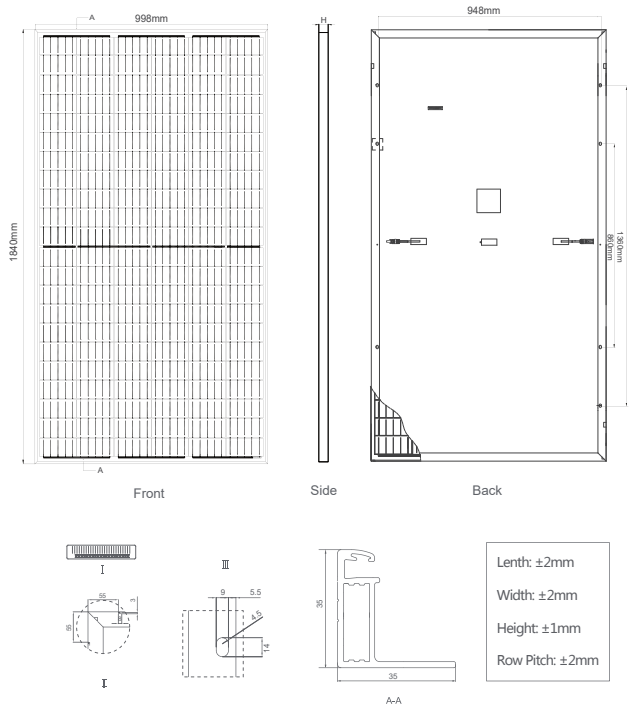 A
998mm
1840mm
A
Front
H
Side
948mm
1360mm
860mm
Back
I
55
3
55
Ⅲ
9
5.5
4.5
14
35
35
A-A
Lenth: ±2mm
Width: ±2mm
Height: ±1mm
Row Pitch: ±2mm